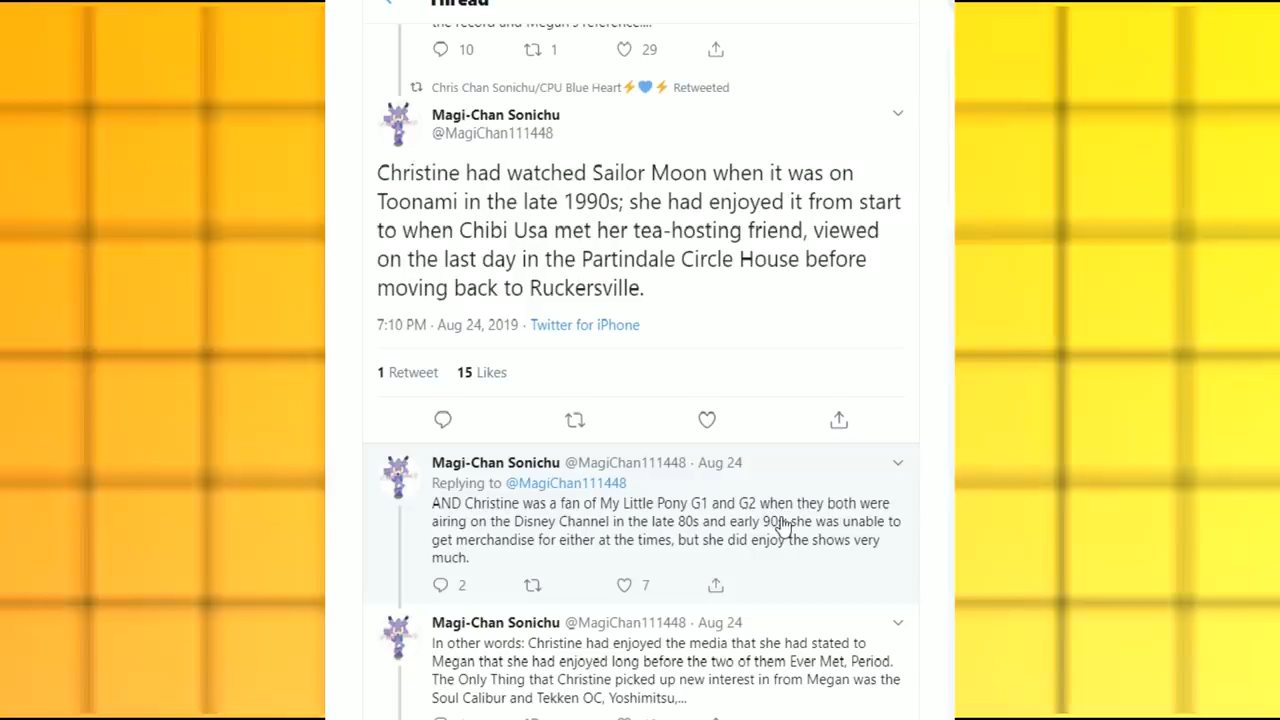 Thread
the record and Megan's reference....
10 1 29
Chris Chan Sonichu/CPU Blue Heart⚡💙⚡ Retweeted
Magi-Chan Sonichu
@MagiChan111448
Christine had watched Sailor Moon when it was on
Toonami in the late 1990s; she had enjoyed it from start
to when Chibi Usa met her tea-hosting friend, viewed
on the last day in the Partindale Circle House before
moving back to Ruckersville.
7:10 PM · Aug 24, 2019 · Twitter for iPhone
1 Retweet 15 Likes
Magi-Chan Sonichu @MagiChan111448 · Aug 24
Replying to @MagiChan111448
AND Christine was a fan of My Little Pony G1 and G2 when they both were
airing on the Disney Channel in the late 80s and early she was unable to
get merchandise for either at the times, but she did enjoy the shows very
much.
2 7
Magi-Chan Sonichu @MagiChan111448 · Aug 24
In other words: Christine had enjoyed the media that she had stated to
Megan that she had enjoyed long before the two of them Ever Met, Period.
The Only Thing that Christine picked up new interest in from Megan was the
Soul Calibur and Tekken OC, Yoshimitsu,...